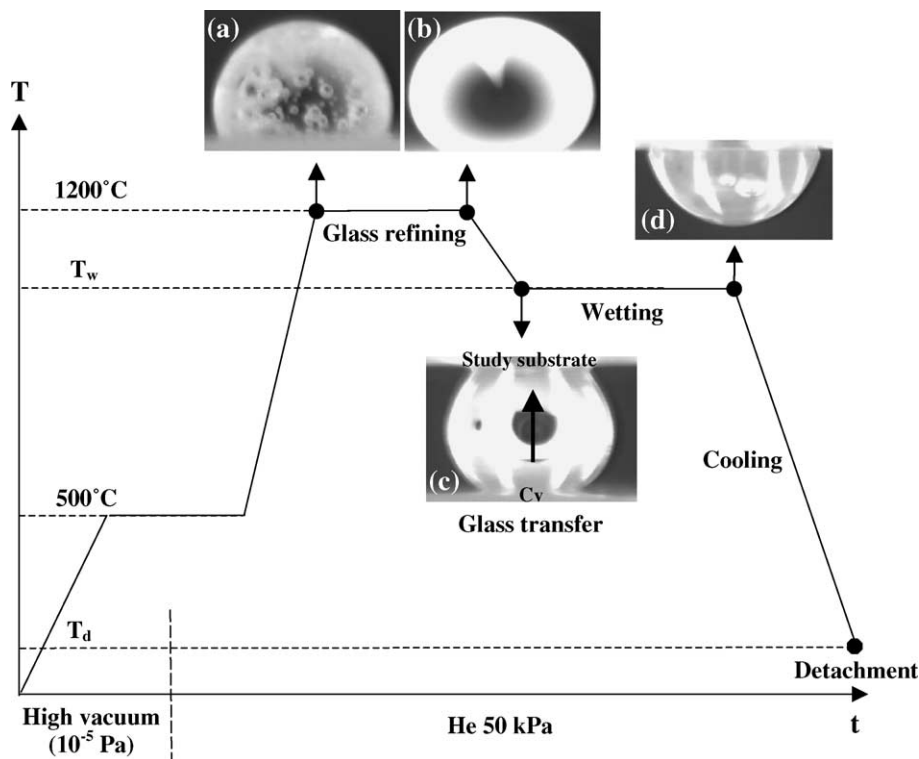 (a)
(b)
T
1200°C
Glass refining
(d)
Tw
Wetting
Study substrate
(c)
Cv
Glass transfer
Cooling
500°C
Td
Detachment
High vacuum
(10-5 Pa)
He 50 kPa
t